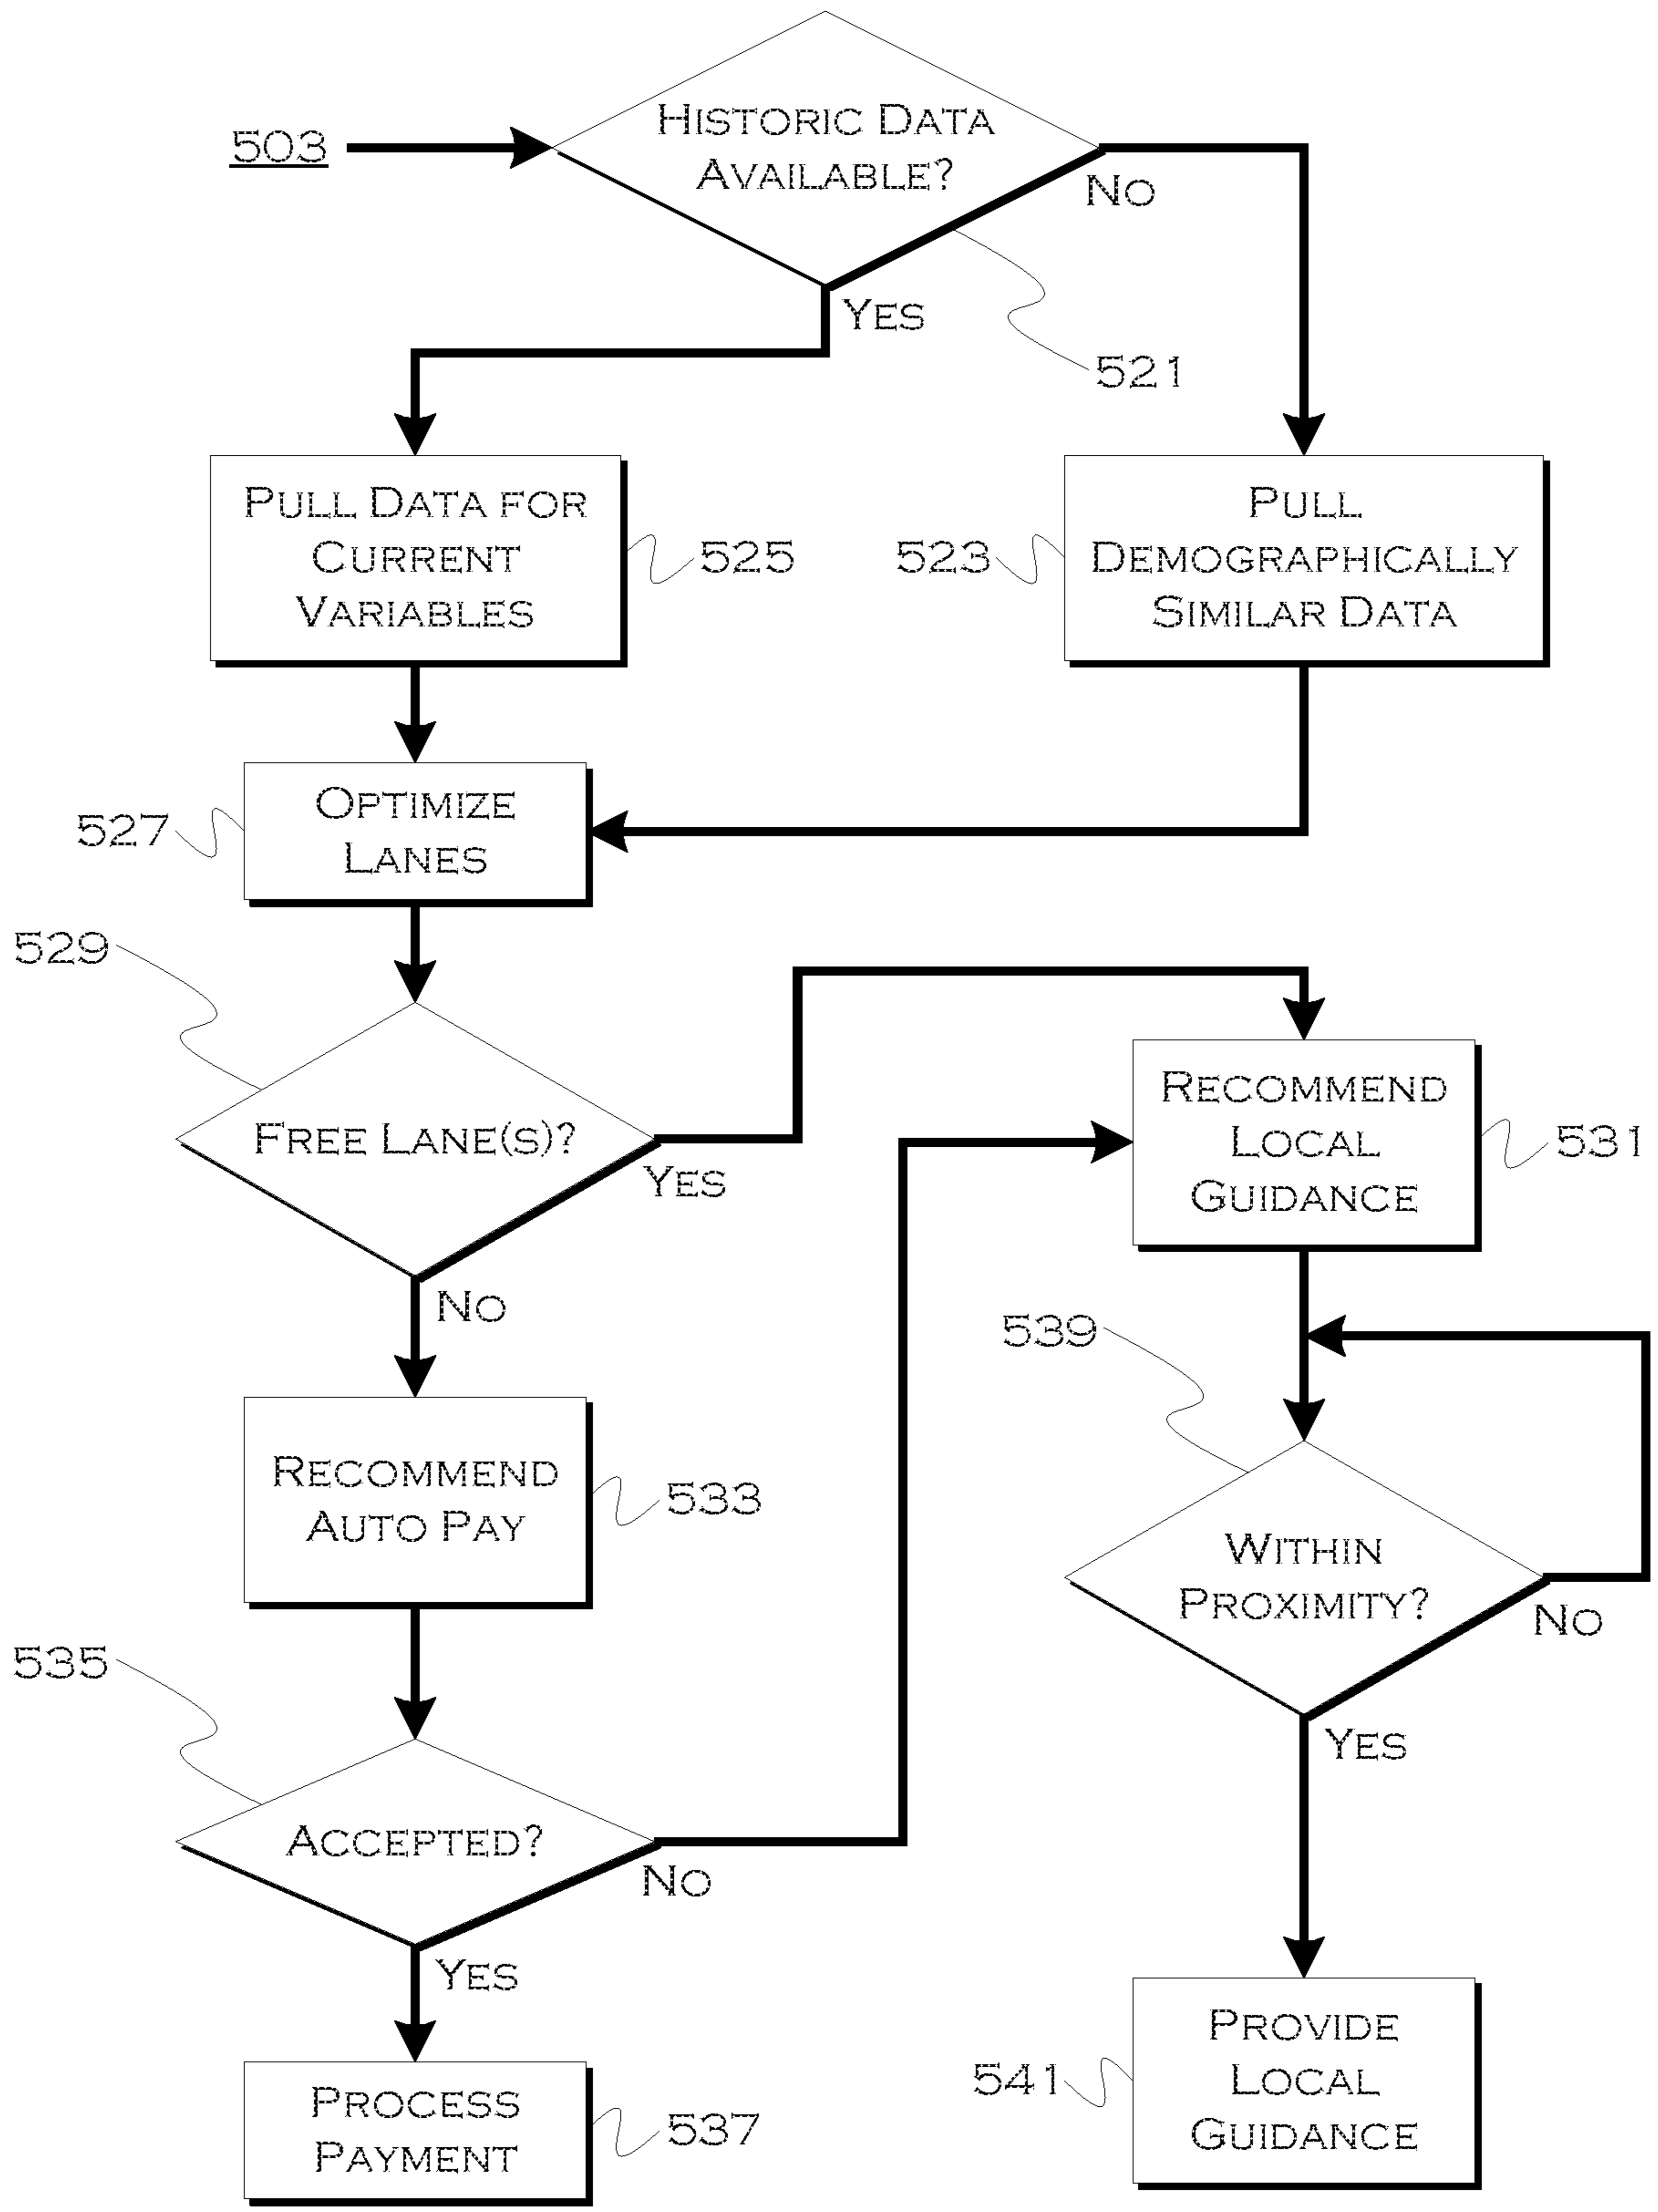 503
HISTORIC DATA
AVAILABLE?
NO
YES
521
PULL DATA FOR
CURRENT
VARIABLES
525
523
PULL
DEMOGRAPHICALLY
SIMILAR DATA
527
OPTIMIZE
LANES
529
FREE LANE(S)?
YES
NO
RECOMMEND
LOCAL
GUIDANCE
531
539
RECOMMEND
AUTO PAY
533
WITHIN
PROXIMITY?
NO
YES
535
ACCEPTED?
NO
YES
PROCESS
PAYMENT
537
541
PROVIDE
LOCAL
GUIDANCE